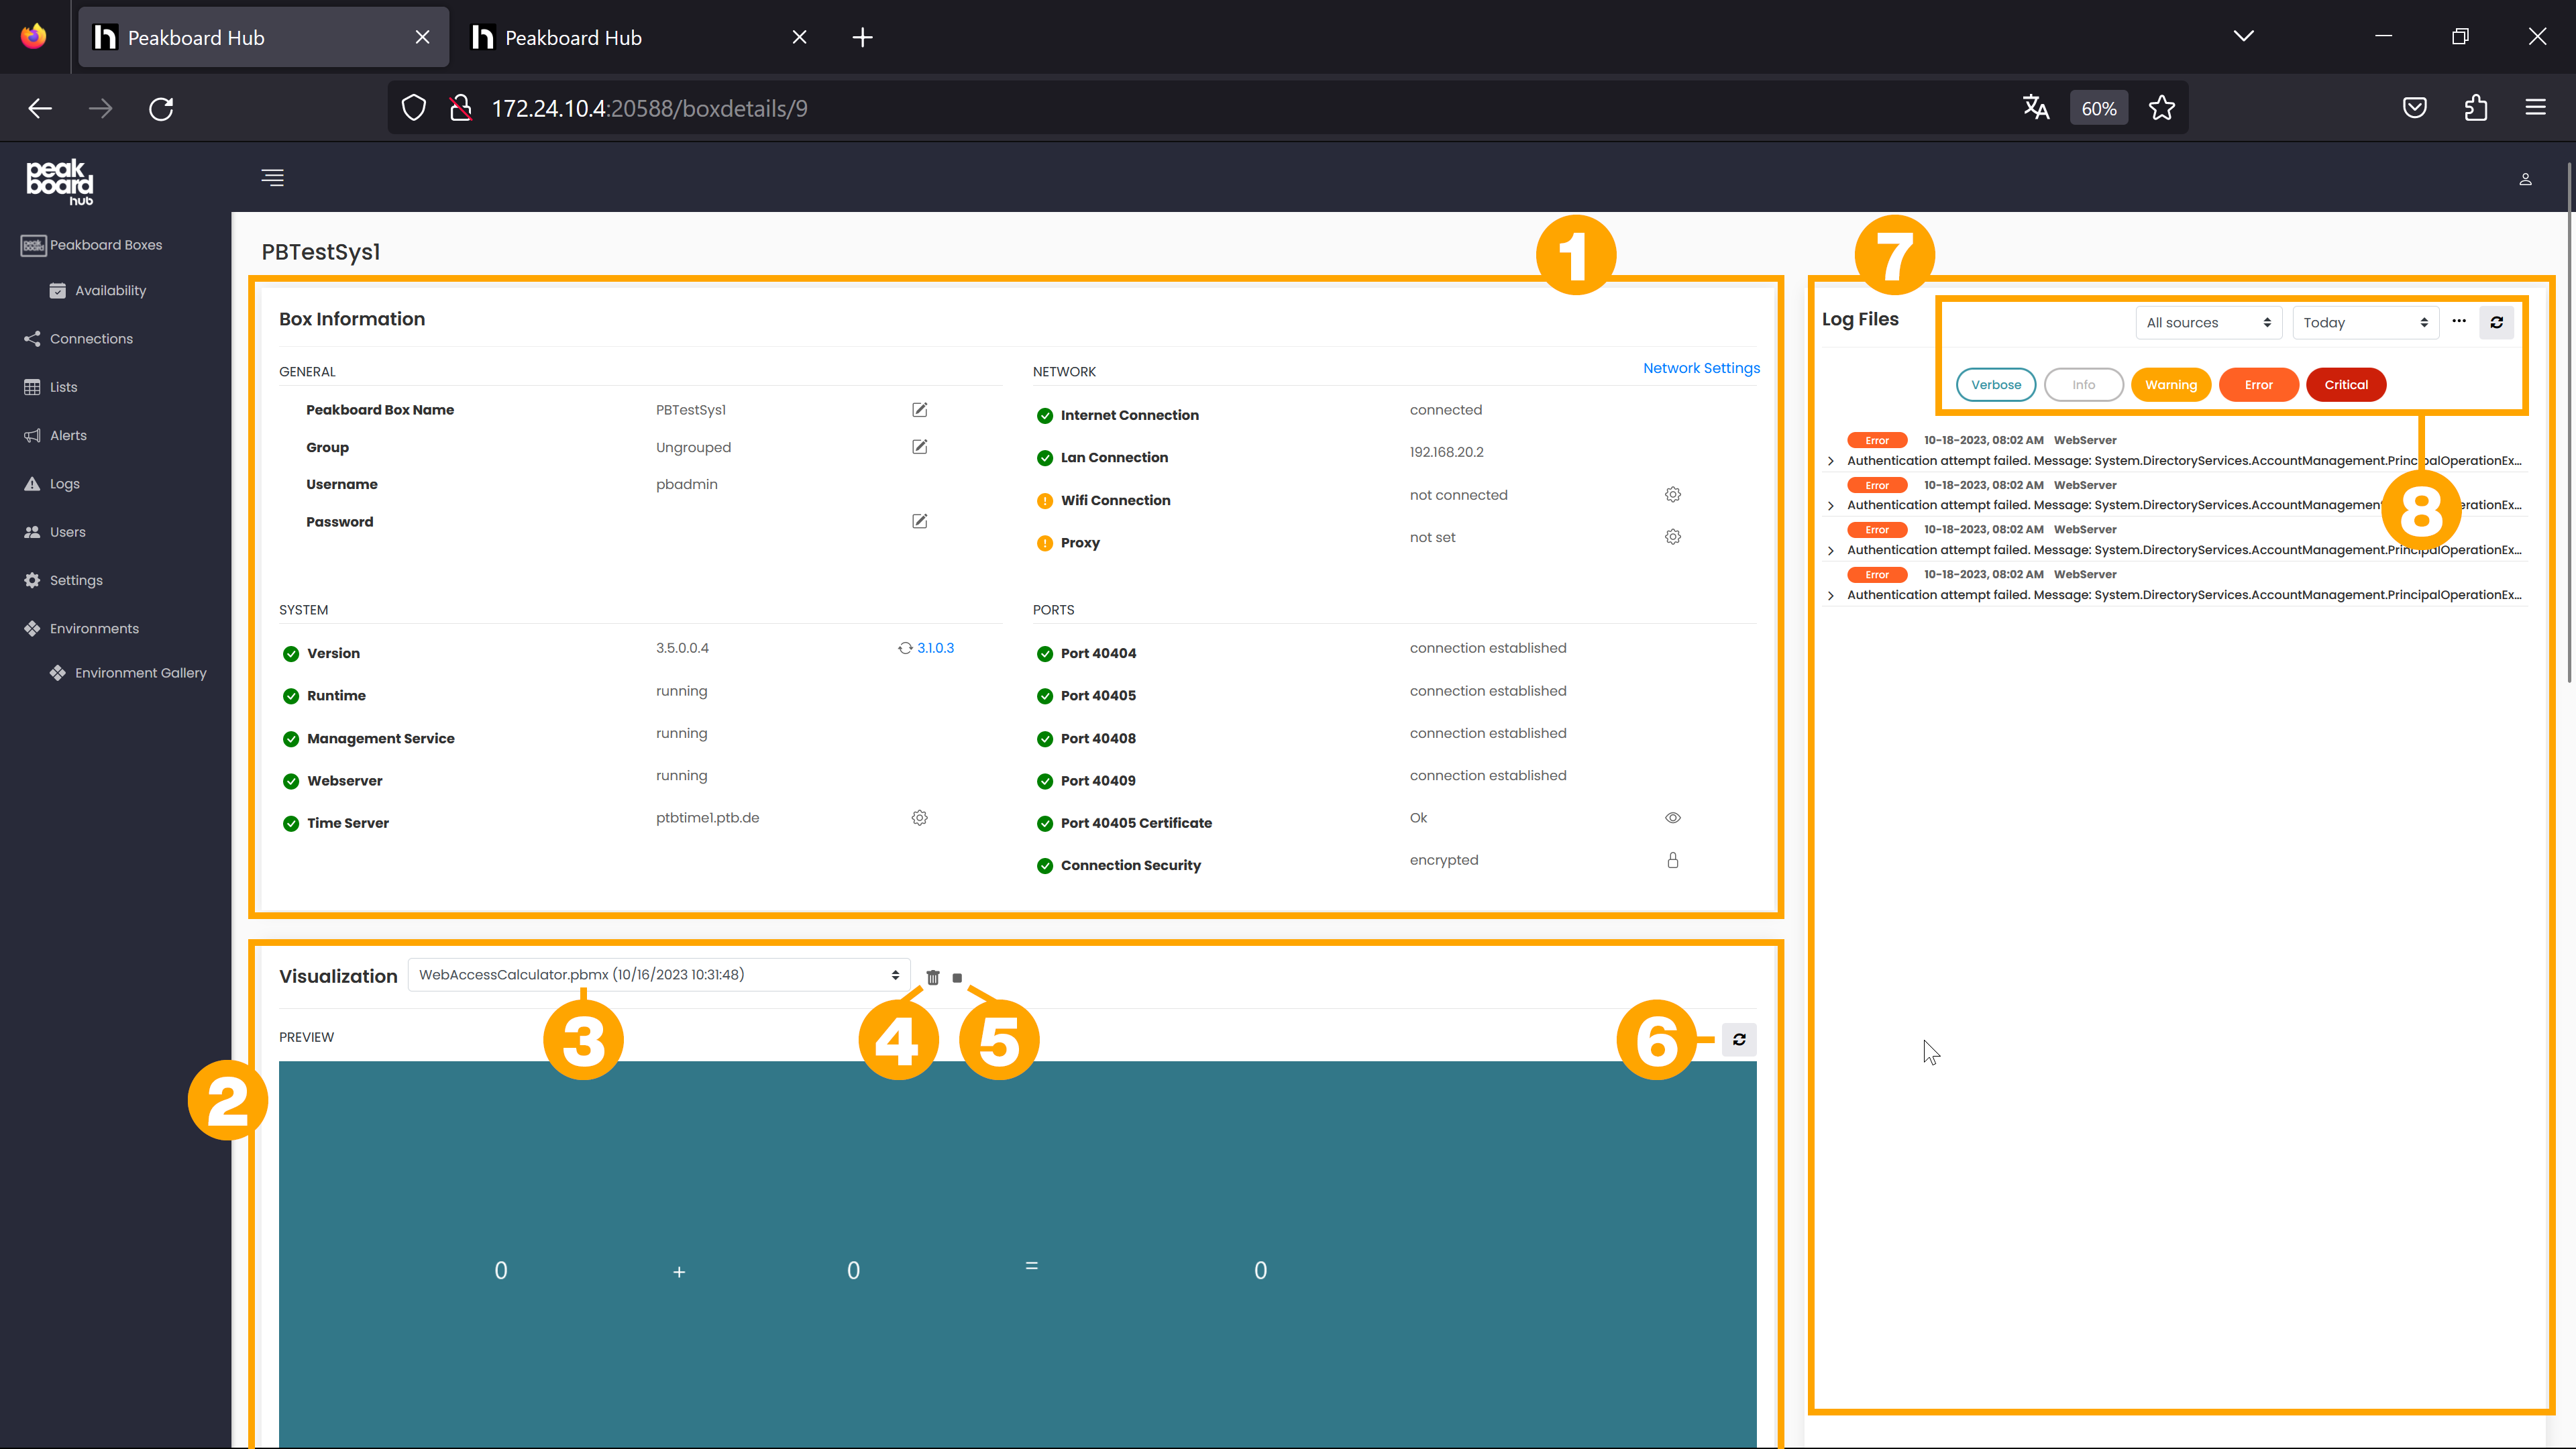 Peakboard Hub
Peakboard Hub
172.24.10.4:20588/boxdetails/9
60%
peak
board
hub
Peakboard Boxes
Availability
Connections
Lists
Alerts
Logs
Users
Settings
Environments
Environment Gallery
PBTestSys1
1
Box Information
GENERAL
Peakboard Box Name PBTestSys1
Group Ungrouped
Username pbadmin
Password
NETWORK Network Settings
Internet Connection connected
Lan Connection 192.168.20.2
Wifi Connection not connected
Proxy not set
SYSTEM
Version 3.5.0.0.4 3.1.0.3
Runtime running
Management Service running
Webserver running
Time Server ptbtime1.ptb.de
PORTS
Port 40404 connection established
Port 40405 connection established
Port 40408 connection established
Port 40409 connection established
Port 40405 Certificate Ok
Connection Security encrypted
2
Visualization WebAccessCalculator.pbmx (10/16/2023 10:31:48)
3 4 5 6
PREVIEW
0 + 0 = 0
7
Log Files All sources Today ...
Verbose Info Warning Error Critical
8
Error 10-18-2023, 08:02 AM WebServer
Authentication attempt failed. Message: System.DirectoryServices.AccountManagement.PrincipalOperationEx...
Error 10-18-2023, 08:02 AM WebServer
Authentication attempt failed. Message: System.DirectoryServices.AccountManagement erationEx...
Error 10-18-2023, 08:02 AM WebServer
Authentication attempt failed. Message: System.DirectoryServices.AccountManagement.PrincipalOperationEx...
Error 10-18-2023, 08:02 AM WebServer
Authentication attempt failed. Message: System.DirectoryServices.AccountManagement.PrincipalOperationEx...